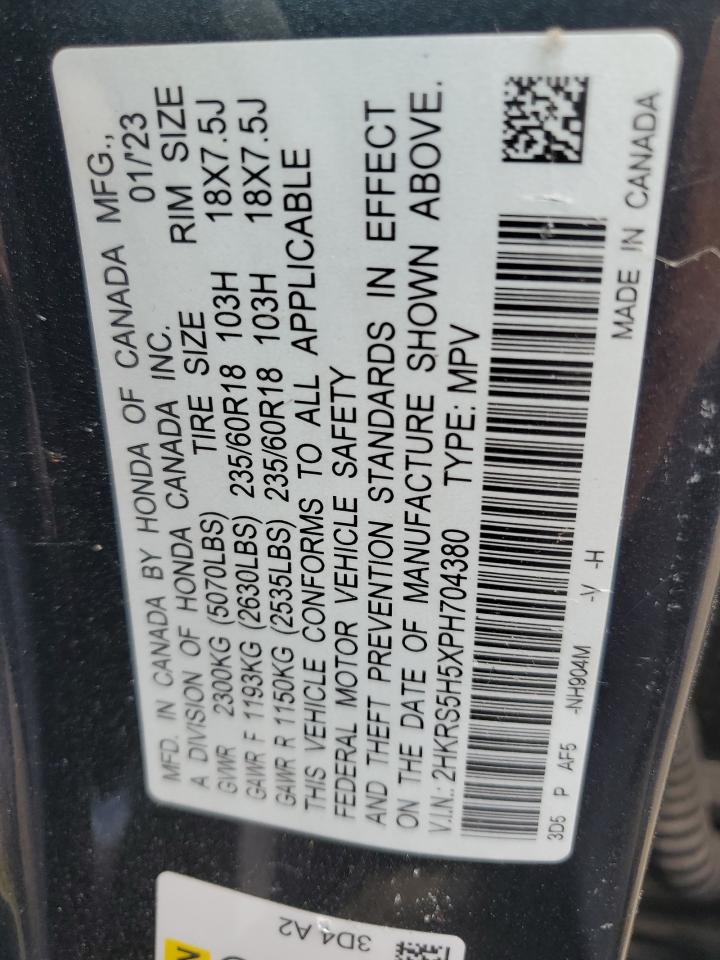 MFD. IN CANADA BY HONDA OF CANADA MFG.,
A DIVISION OF HONDA CANADA INC. 01/'23
GVWR 2300KG (5070LBS) TIRE SIZE RIM SIZE
GAWR F 1193KG (2630LBS) 235/60R18 103H 18X7.5J
GAWR R 1150KG (2535LBS) 235/60R18 103H 18X7.5J
THIS VEHICLE CONFORMS TO ALL APPLICABLE
FEDERAL MOTOR VEHICLE SAFETY
AND THEFT PREVENTION STANDARDS IN EFFECT
ON THE DATE OF MANUFACTURE SHOWN ABOVE.
V.I.N.: 2HKRS5H5XPH704380 TYPE: MPV
3D5 P AF5 -NH904M -V -H
MADE IN CANADA
3D4 A2